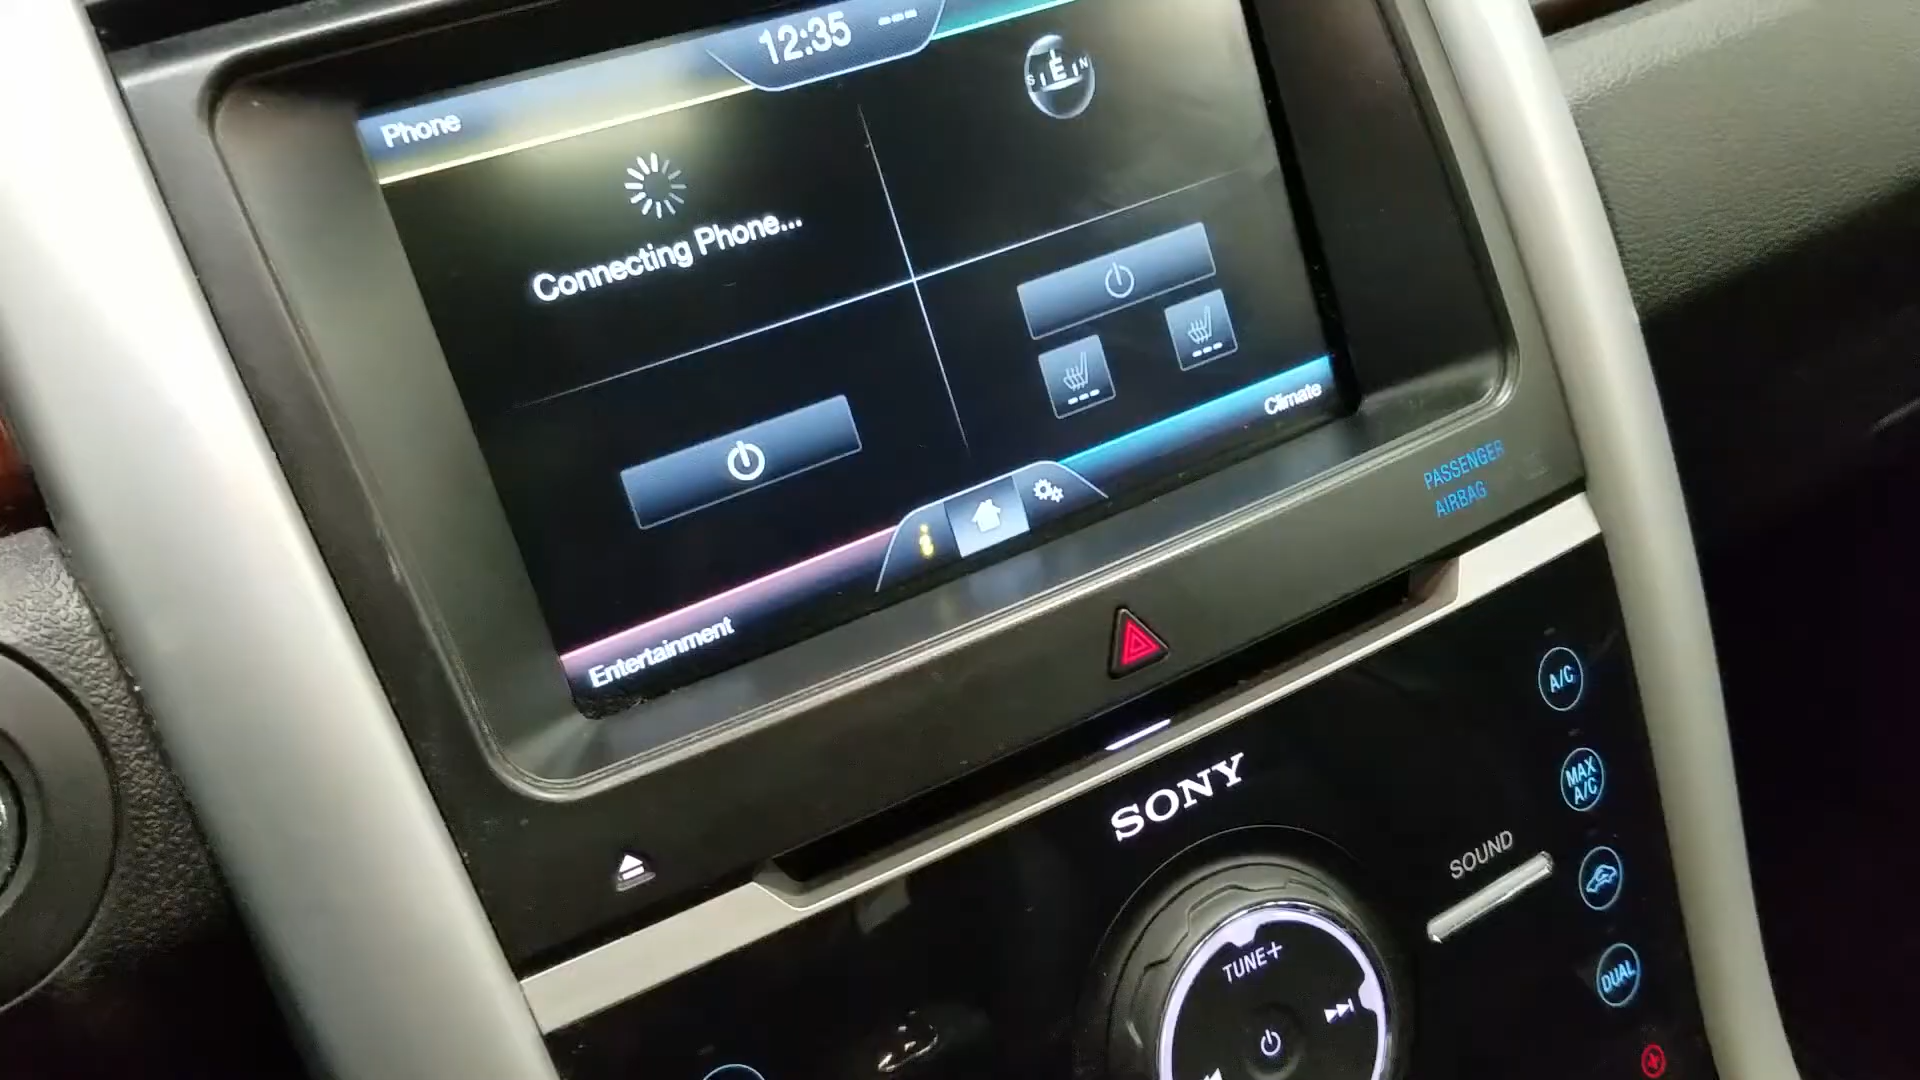 12:35
---
Phone
S E N
Connecting Phone...
Climate
Entertainment
PASSENGER
AIRBAG
A/C
SONY
MAX
A/C
SOUND
TUNE+
DUAL